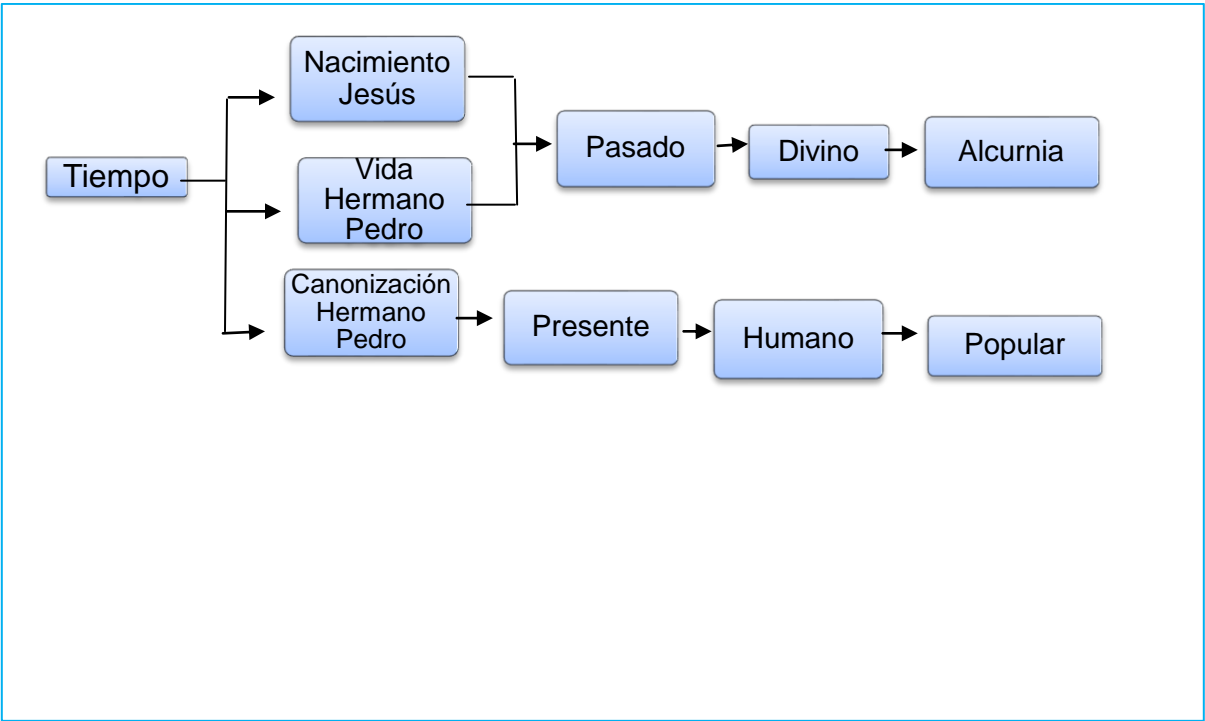 Nacimiento
Jesús
Tiempo
Vida
Hermano
Pedro
Pasado
Divino
Alcurnia
Canonización
Hermano
Pedro
Presente
Humano
Popular